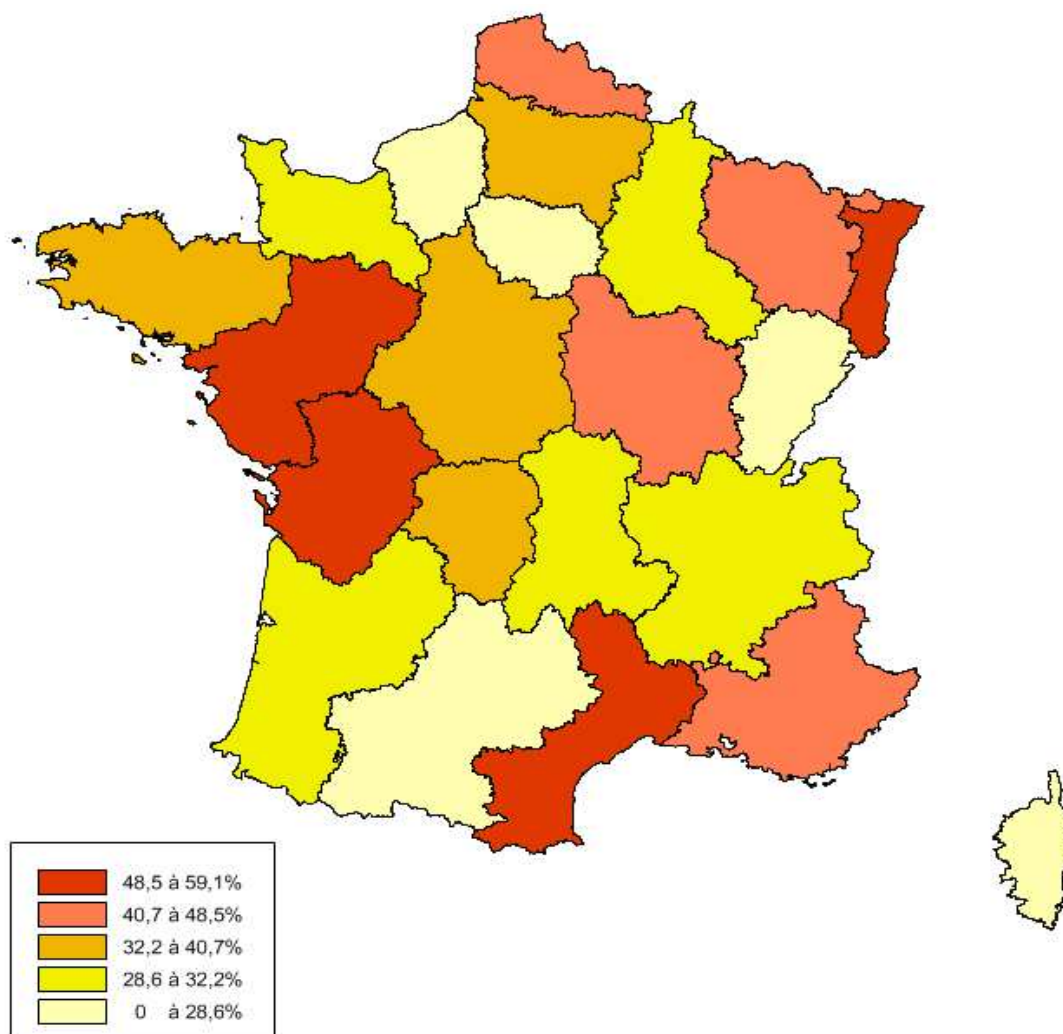 48,5 à 59,1%
40,7 à 48,5%
32,2 à 40,7%
28,6 à 32,2%
0 à 28,6%